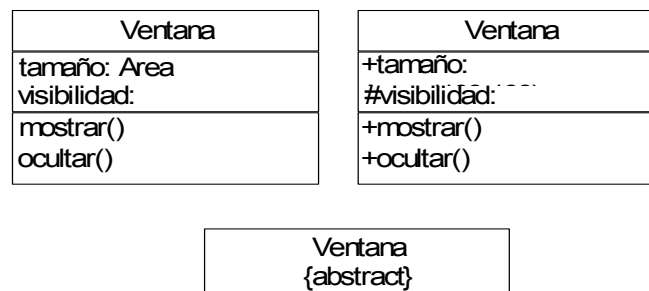 Ventana
tamaño: Area
visibilidad:
mostrar()
ocultar()
Ventana
+tamaño:
#visibilidad:
+mostrar()
+ocultar()
Ventana
{abstract}